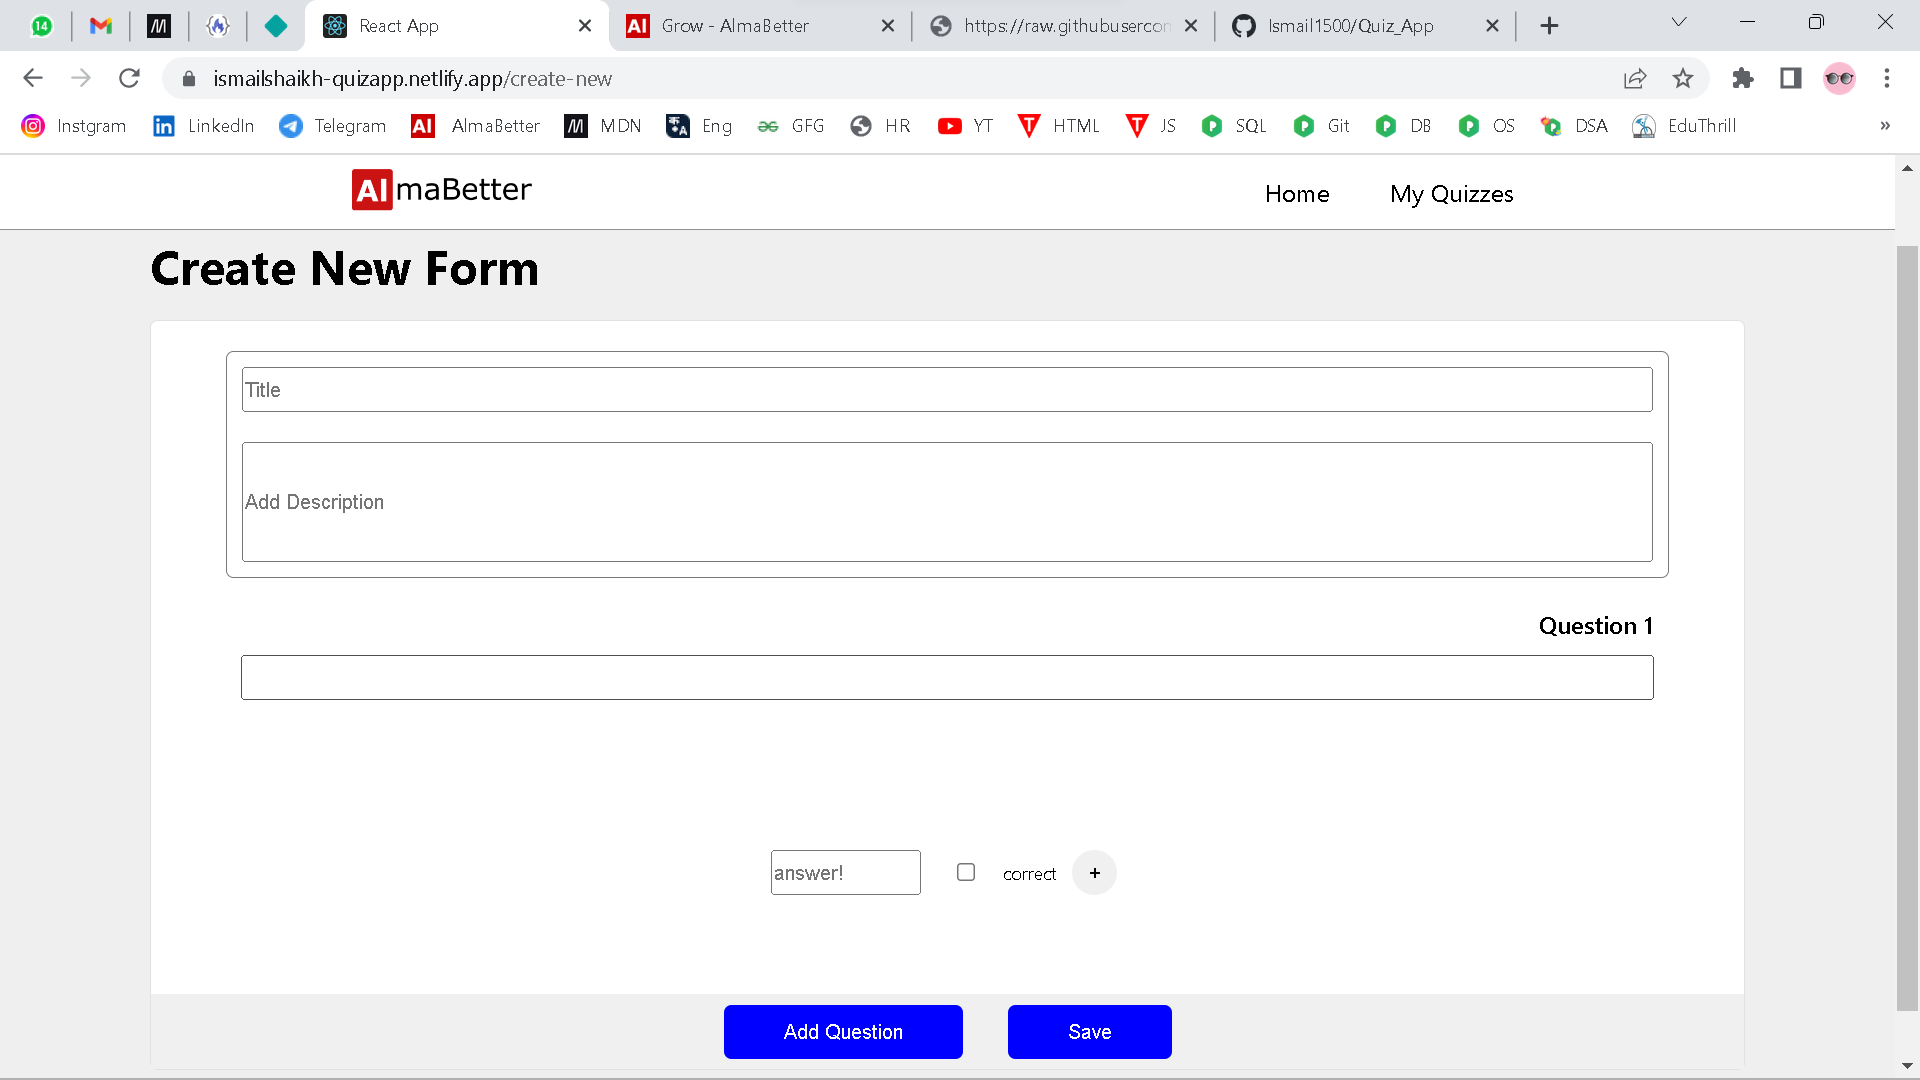 14 React App Grow - AlmaBetter https://raw.githubusercon Ismail1500/Quiz_App
ismailshaikh-quizapp.netlify.app/create-new
Instgram LinkedIn Telegram AI AlmaBetter MDN Eng GFG HR YT HTML JS SQL Git DB OS DSA EduThrill »
AlmaBetter Home My Quizzes
Create New Form
Title
Add Description
Question 1
answer! correct +
Add Question Save